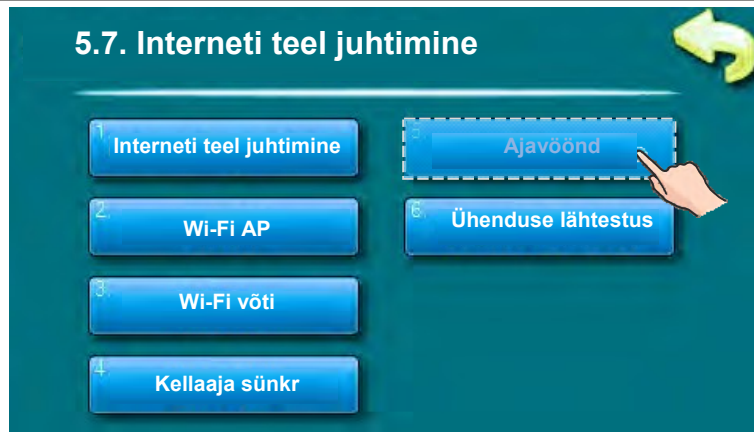 5.7. Interneti teel juhtimine
1.
Interneti teel juhtimine
2.
Wi-Fi AP
3.
Wi-Fi võti
4.
Kellaaja sünkr
5.
Ajavöönd
6.
Ühenduse lähtestus